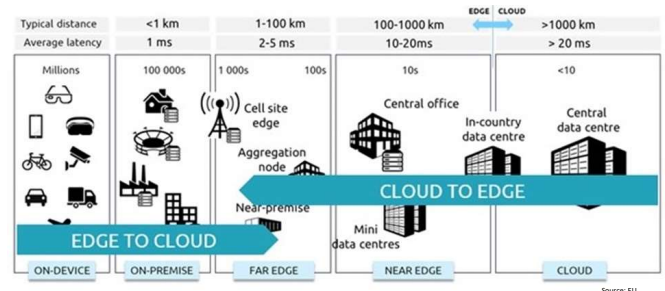 EDGE CLOUD
Typical distance <1 km 1-100 km 100-1000 km >1000 km
Average latency 1 ms 2-5 ms 10-20ms > 20 ms
Millions 100 000s 1 000s 100s 10s <10
Cell site
edge
Central office
In-country
data centre
Central
data centre
Aggregation
node
CLOUD TO EDGE
Near-premise
Mini
data centres
EDGE TO CLOUD
ON-DEVICE ON-PREMISE FAR EDGE NEAR EDGE CLOUD
Source: EU